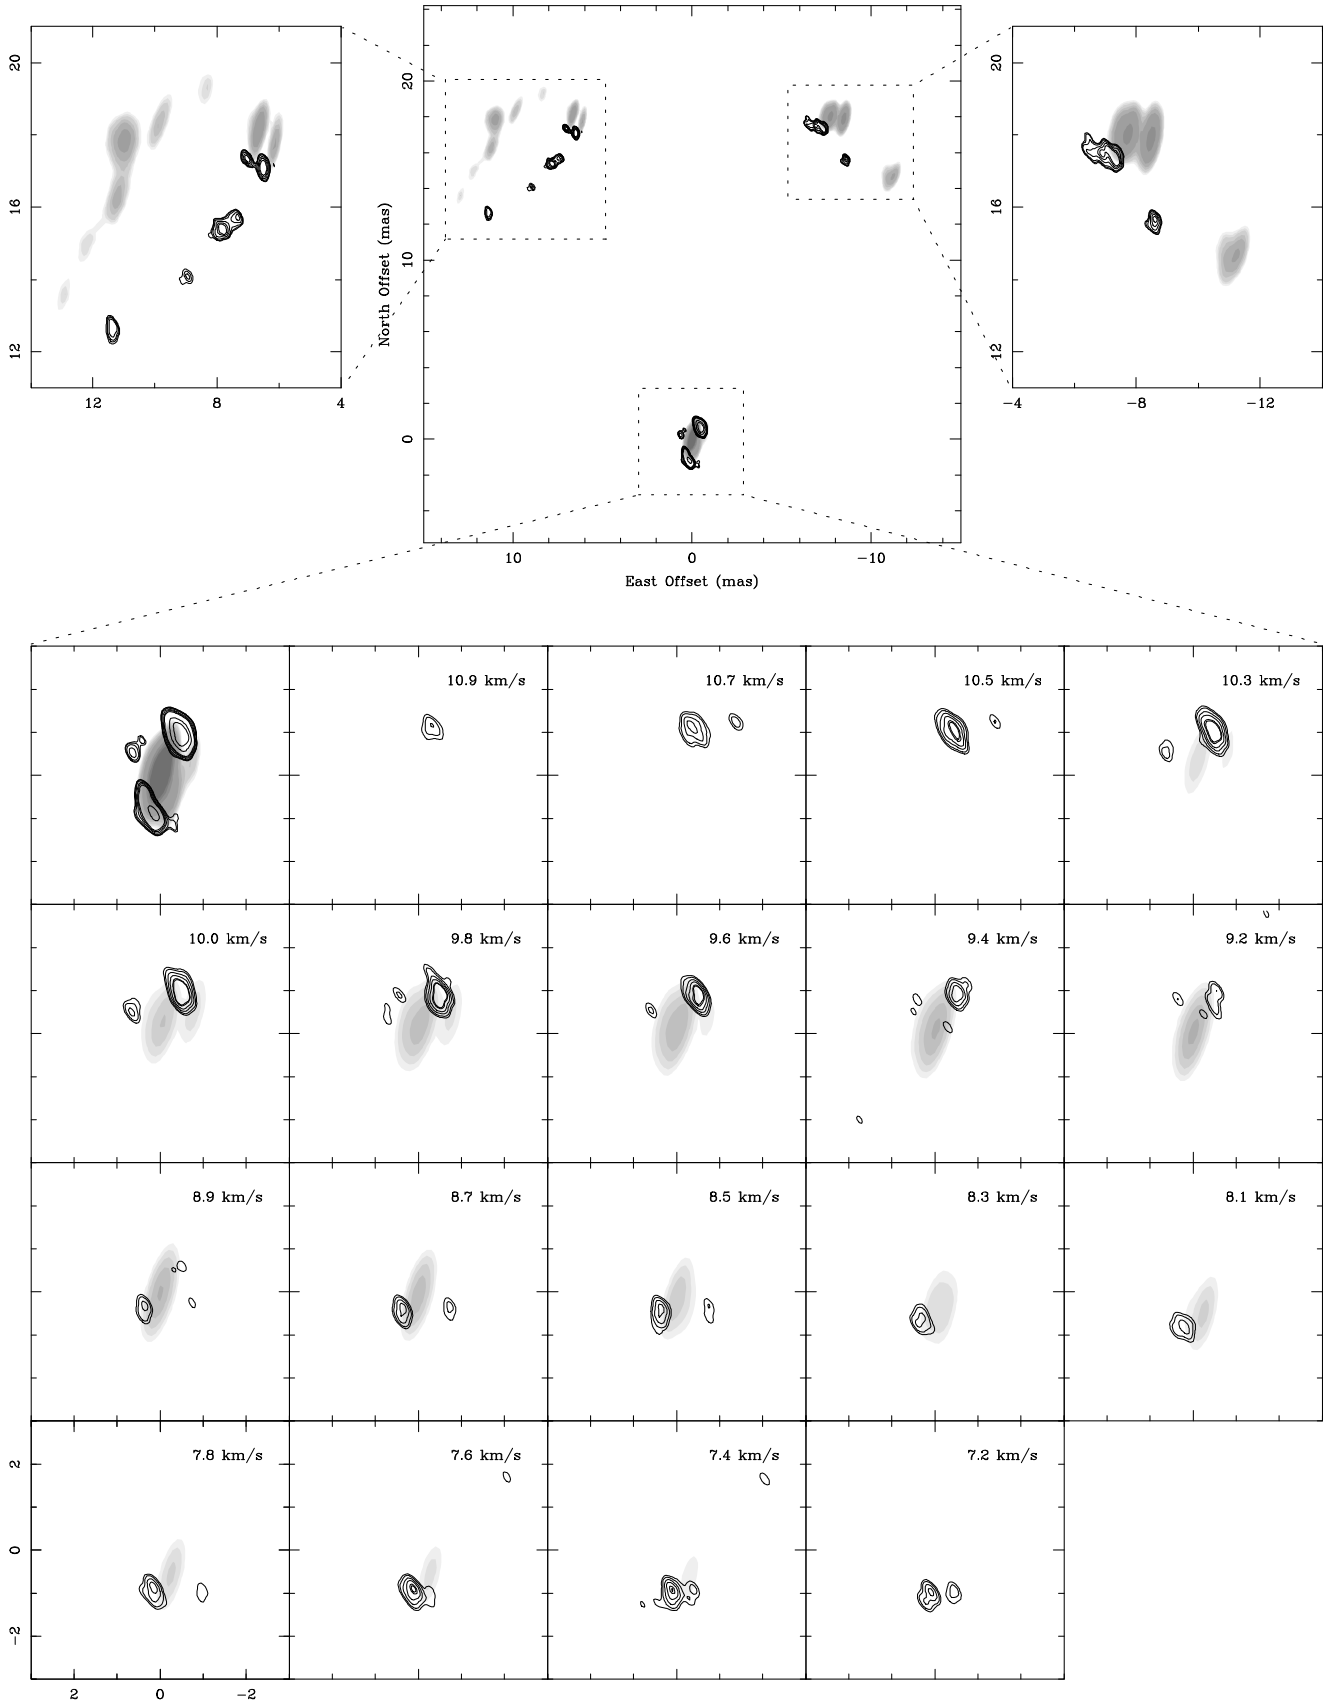 20
16
12
12 8 4
20
10
0
North Offset (mas)
10 0 −10
East Offset (mas)
20
16
12
−4 −8 −12
10.9 km/s
10.7 km/s
10.5 km/s
10.3 km/s
10.0 km/s
9.8 km/s
9.6 km/s
9.4 km/s
9.2 km/s
8.9 km/s
8.7 km/s
8.5 km/s
8.3 km/s
8.1 km/s
7.8 km/s
7.6 km/s
7.4 km/s
7.2 km/s
2
0
−2
2 0 −2